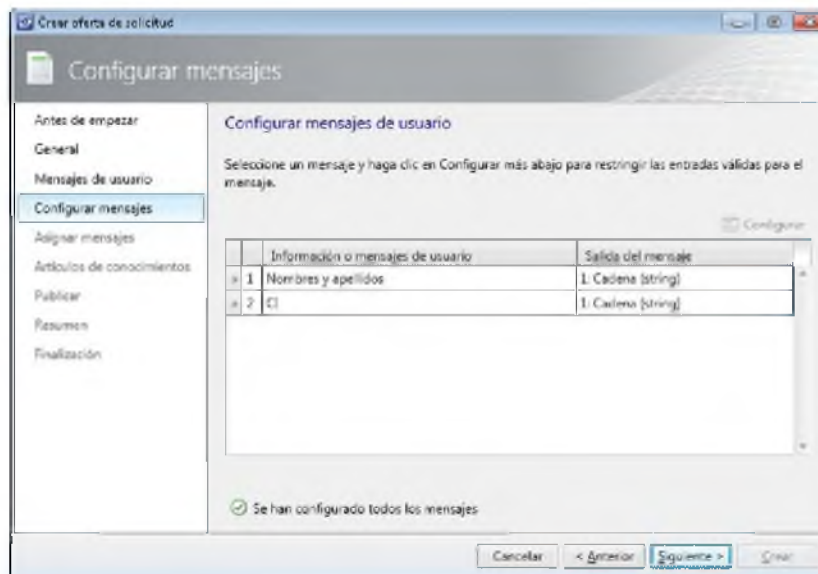 Crear oferta de solicitud
Configurar mensajes
Antes de empezar
General
Mensajes de usuario
Configurar mensajes
Asignar mensajes
Artículos de conocimientos
Publicar
Resumen
Finalización
Configurar mensajes de usuario
Seleccione un mensaje y haga clic en Configurar más abajo para restringir las entradas válidas para el
mensaje.
Configurar
Información o mensajes de usuario Salida del mensaje
1 Nombres y apellidos 1: Cadena (string)
2 CI 1: Cadena (string)
Se han configurado todos los mensajes
Cancelar < Anterior Siguiente > Crear